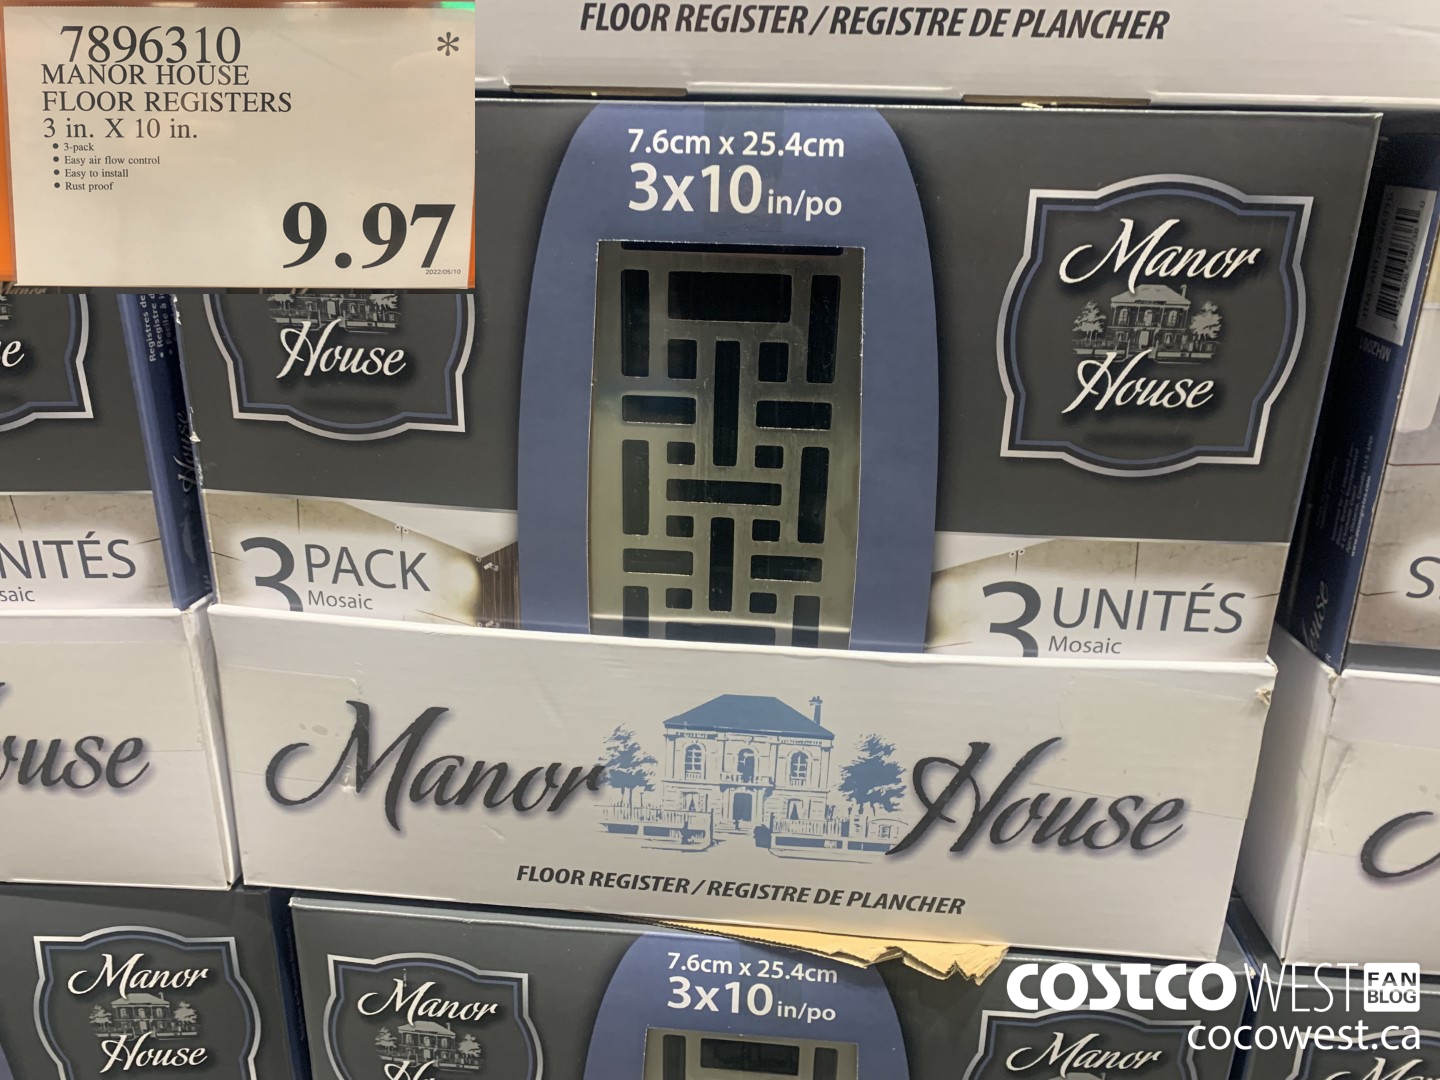 7896310 *
MANOR HOUSE
FLOOR REGISTERS
3 in. X 10 in.
• 3-pack
• Easy air flow control
• Easy to install
• Rust proof
9.97
2022/05/10
FLOOR REGISTER / REGISTRE DE PLANCHER
7.6cm x 25.4cm
3x10 in/po
Manor
House
House
Registres de
NITÉS
saic
3 PACK
Mosaic
3 UNITÉS
Mosaic
ouse
Manor House
FLOOR REGISTER / REGISTRE DE PLANCHER
7.6cm x 25.4cm
3x10 in/po
Manor
House
Manor
Manor
COSTCO WEST FAN BLOG
cocowest.ca